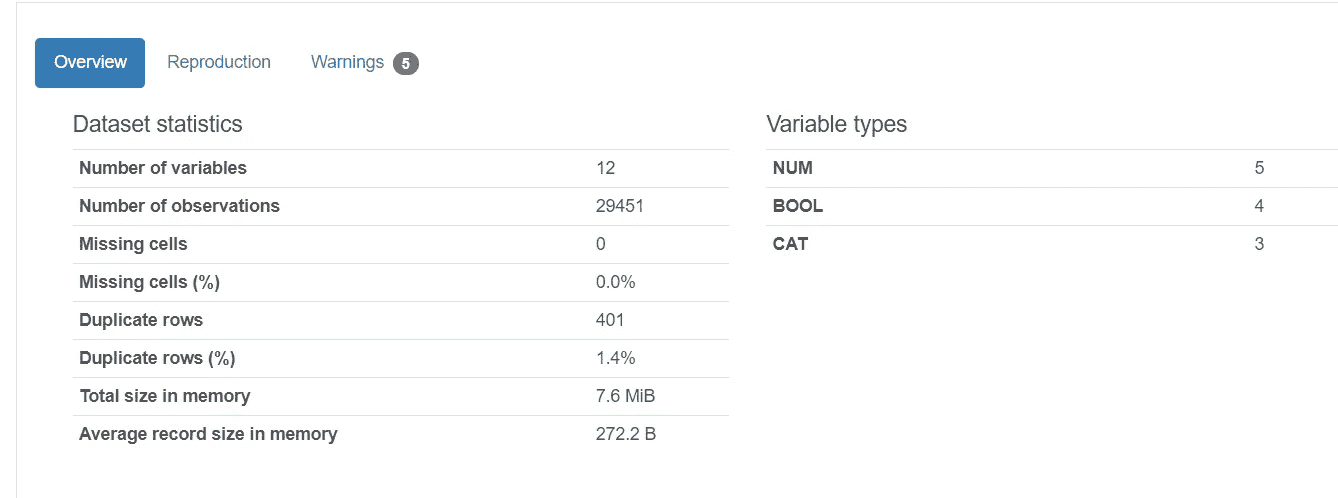 Overview Reproduction Warnings 5
Dataset statistics
Number of variables 12
Number of observations 29451
Missing cells 0
Missing cells (%) 0.0%
Duplicate rows 401
Duplicate rows (%) 1.4%
Total size in memory 7.6 MiB
Average record size in memory 272.2 B
Variable types
NUM 5
BOOL 4
CAT 3